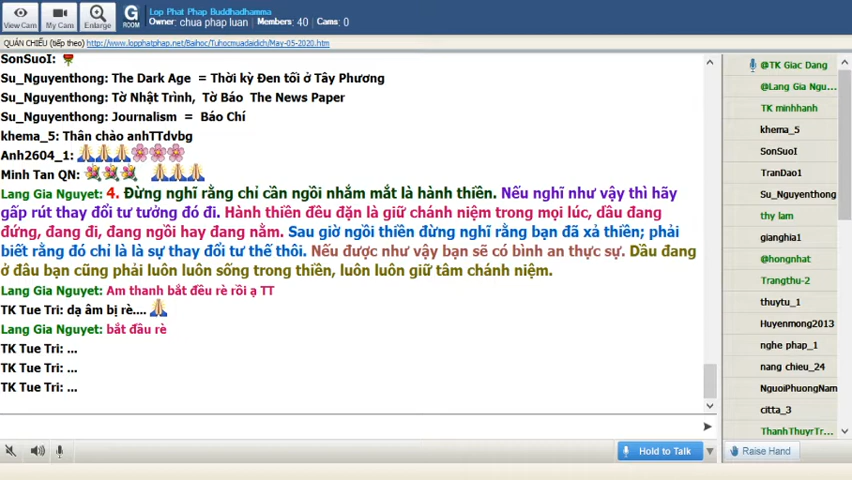 Lop Phat Phap Buddhadhamma
Owner: chua phap luan Members: 40 Cams: 0
View Cam
My Cam
Enlarge
G
ROOM
QUÁN CHIẾU (tiếp theo) http://www.lopphatphap.net/Baihoc/Tuhocmuadaidich/May-05-2020.htm
SonSuoI:
Su_Nguyenthong: The Dark Age = Thời kỳ Đen tối ở Tây Phương
Su_Nguyenthong: Tờ Nhật Trình, Tờ Báo The News Paper
Su_Nguyenthong: Journalism = Báo Chí
khema_5: Thân chào anhTTdvbg
Anh2604_1:
Minh Tan QN:
Lang Gia Nguyet: 4. Đừng nghĩ rằng chỉ cần ngồi nhắm mắt là hành thiền. Nếu nghĩ như vậy thì hãy
gấp rút thay đổi tư tưởng đó đi. Hành thiền đều đặn là giữ chánh niệm trong mọi lúc, dầu đang
đứng, đang đi, đang ngồi hay đang nằm. Sau giờ ngồi thiền đừng nghĩ rằng bạn đã xả thiền; phải
biết rằng đó chỉ là là sự thay đổi tư thế thôi. Nếu được như vậy bạn sẽ có bình an thực sự. Dầu đang
ở đâu bạn cũng phải luôn luôn sống trong thiền, luôn luôn giữ tâm chánh niệm.
Lang Gia Nguyet: Am thanh bắt đều rè rồi ạ TT
TK Tue Tri: dạ âm bị rè....
Lang Gia Nguyet: bắt đầu rè
TK Tue Tri: ...
TK Tue Tri: ...
TK Tue Tri: ...
@TK Giac Dang
@Lang Gia Nqu...
TK minhhanh
khema_5
SonSuoI
TranDao1
Su_Nguyenthong
thy lam
gianghia1
@hongnhat
Trangthu-2
thuytu_1
Huyenmong2013
nghe phap_1
nang chieu_24
NguoiPhuongNam
citta_3
ThanhThuyrTr...
Hold to Talk
Raise Hand